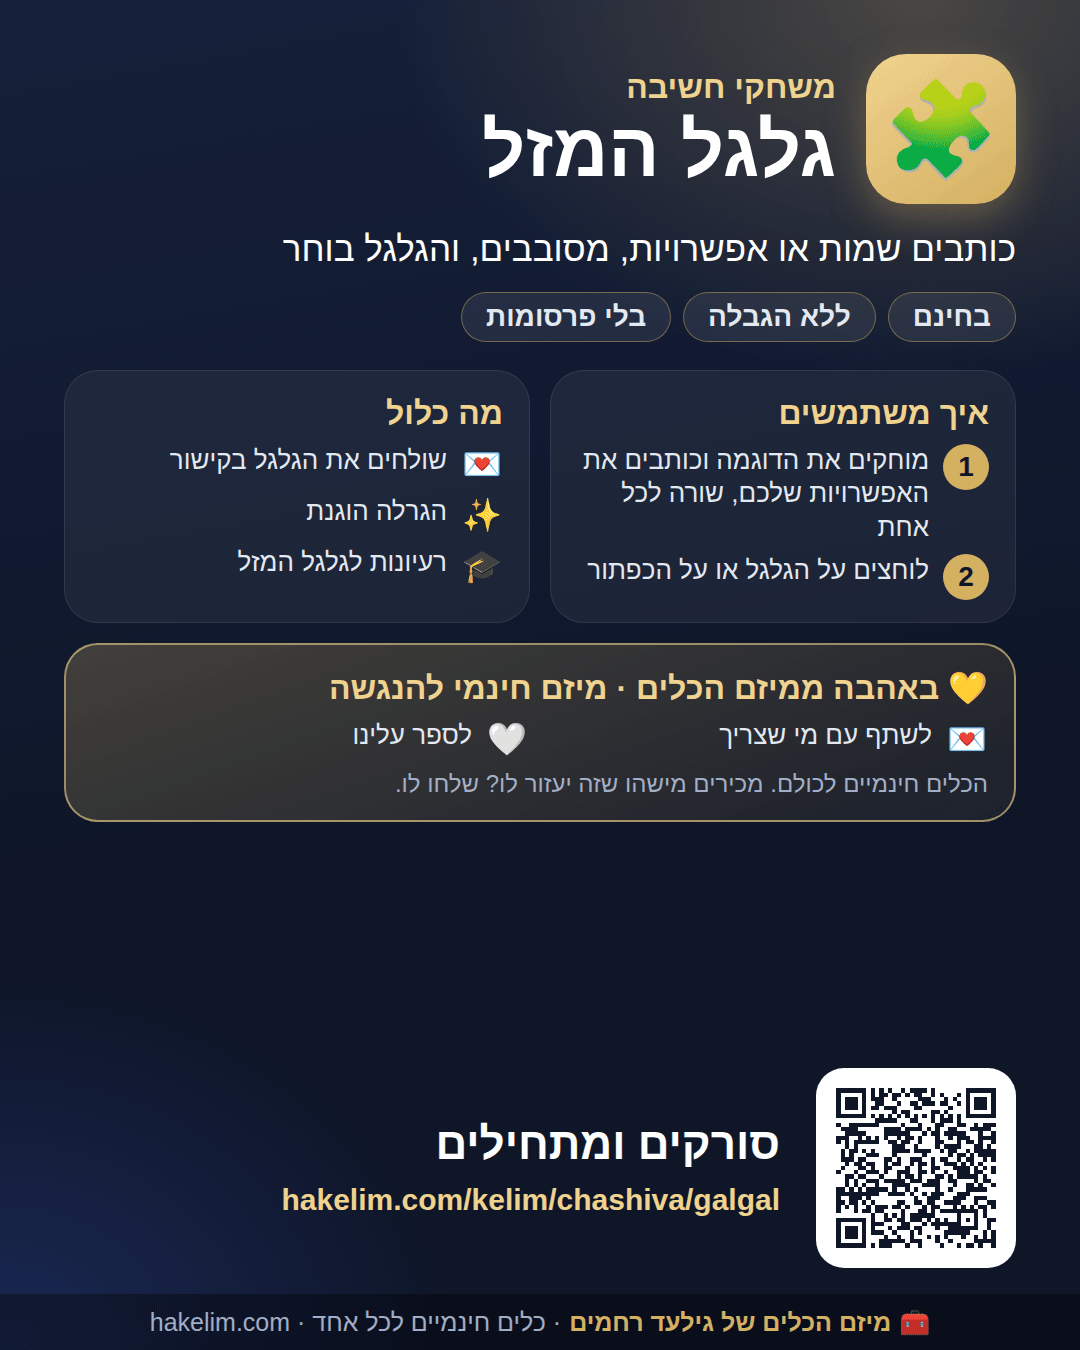 משחקי חשיבה
גלגל המזל
כותבים שמות או אפשרויות, מסובבים, והגלגל בוחר
בחינם
ללא הגבלה
בלי פרסומות
איך משתמשים
1 מוחקים את הדוגמה וכותבים את
האפשרויות שלכם, שורה לכל
אחת
2 לוחצים על הגלגל או על הכפתור
מה כלול
שולחים את הגלגל בקישור
הגרלה הוגנת
רעיונות לגלגל המזל
באהבה ממיזם הכלים · מיזם חינמי להנגשה
לשתף עם מי שצריך
לספר עלינו
הכלים חינמיים לכולם. מכירים מישהו שזה יעזור לו? שלחו לו.
סורקים ומתחילים
hakelim.com/kelim/chashiva/galgal
מיזם הכלים של גילעד רחמים · כלים חינמיים לכל אחד · hakelim.com